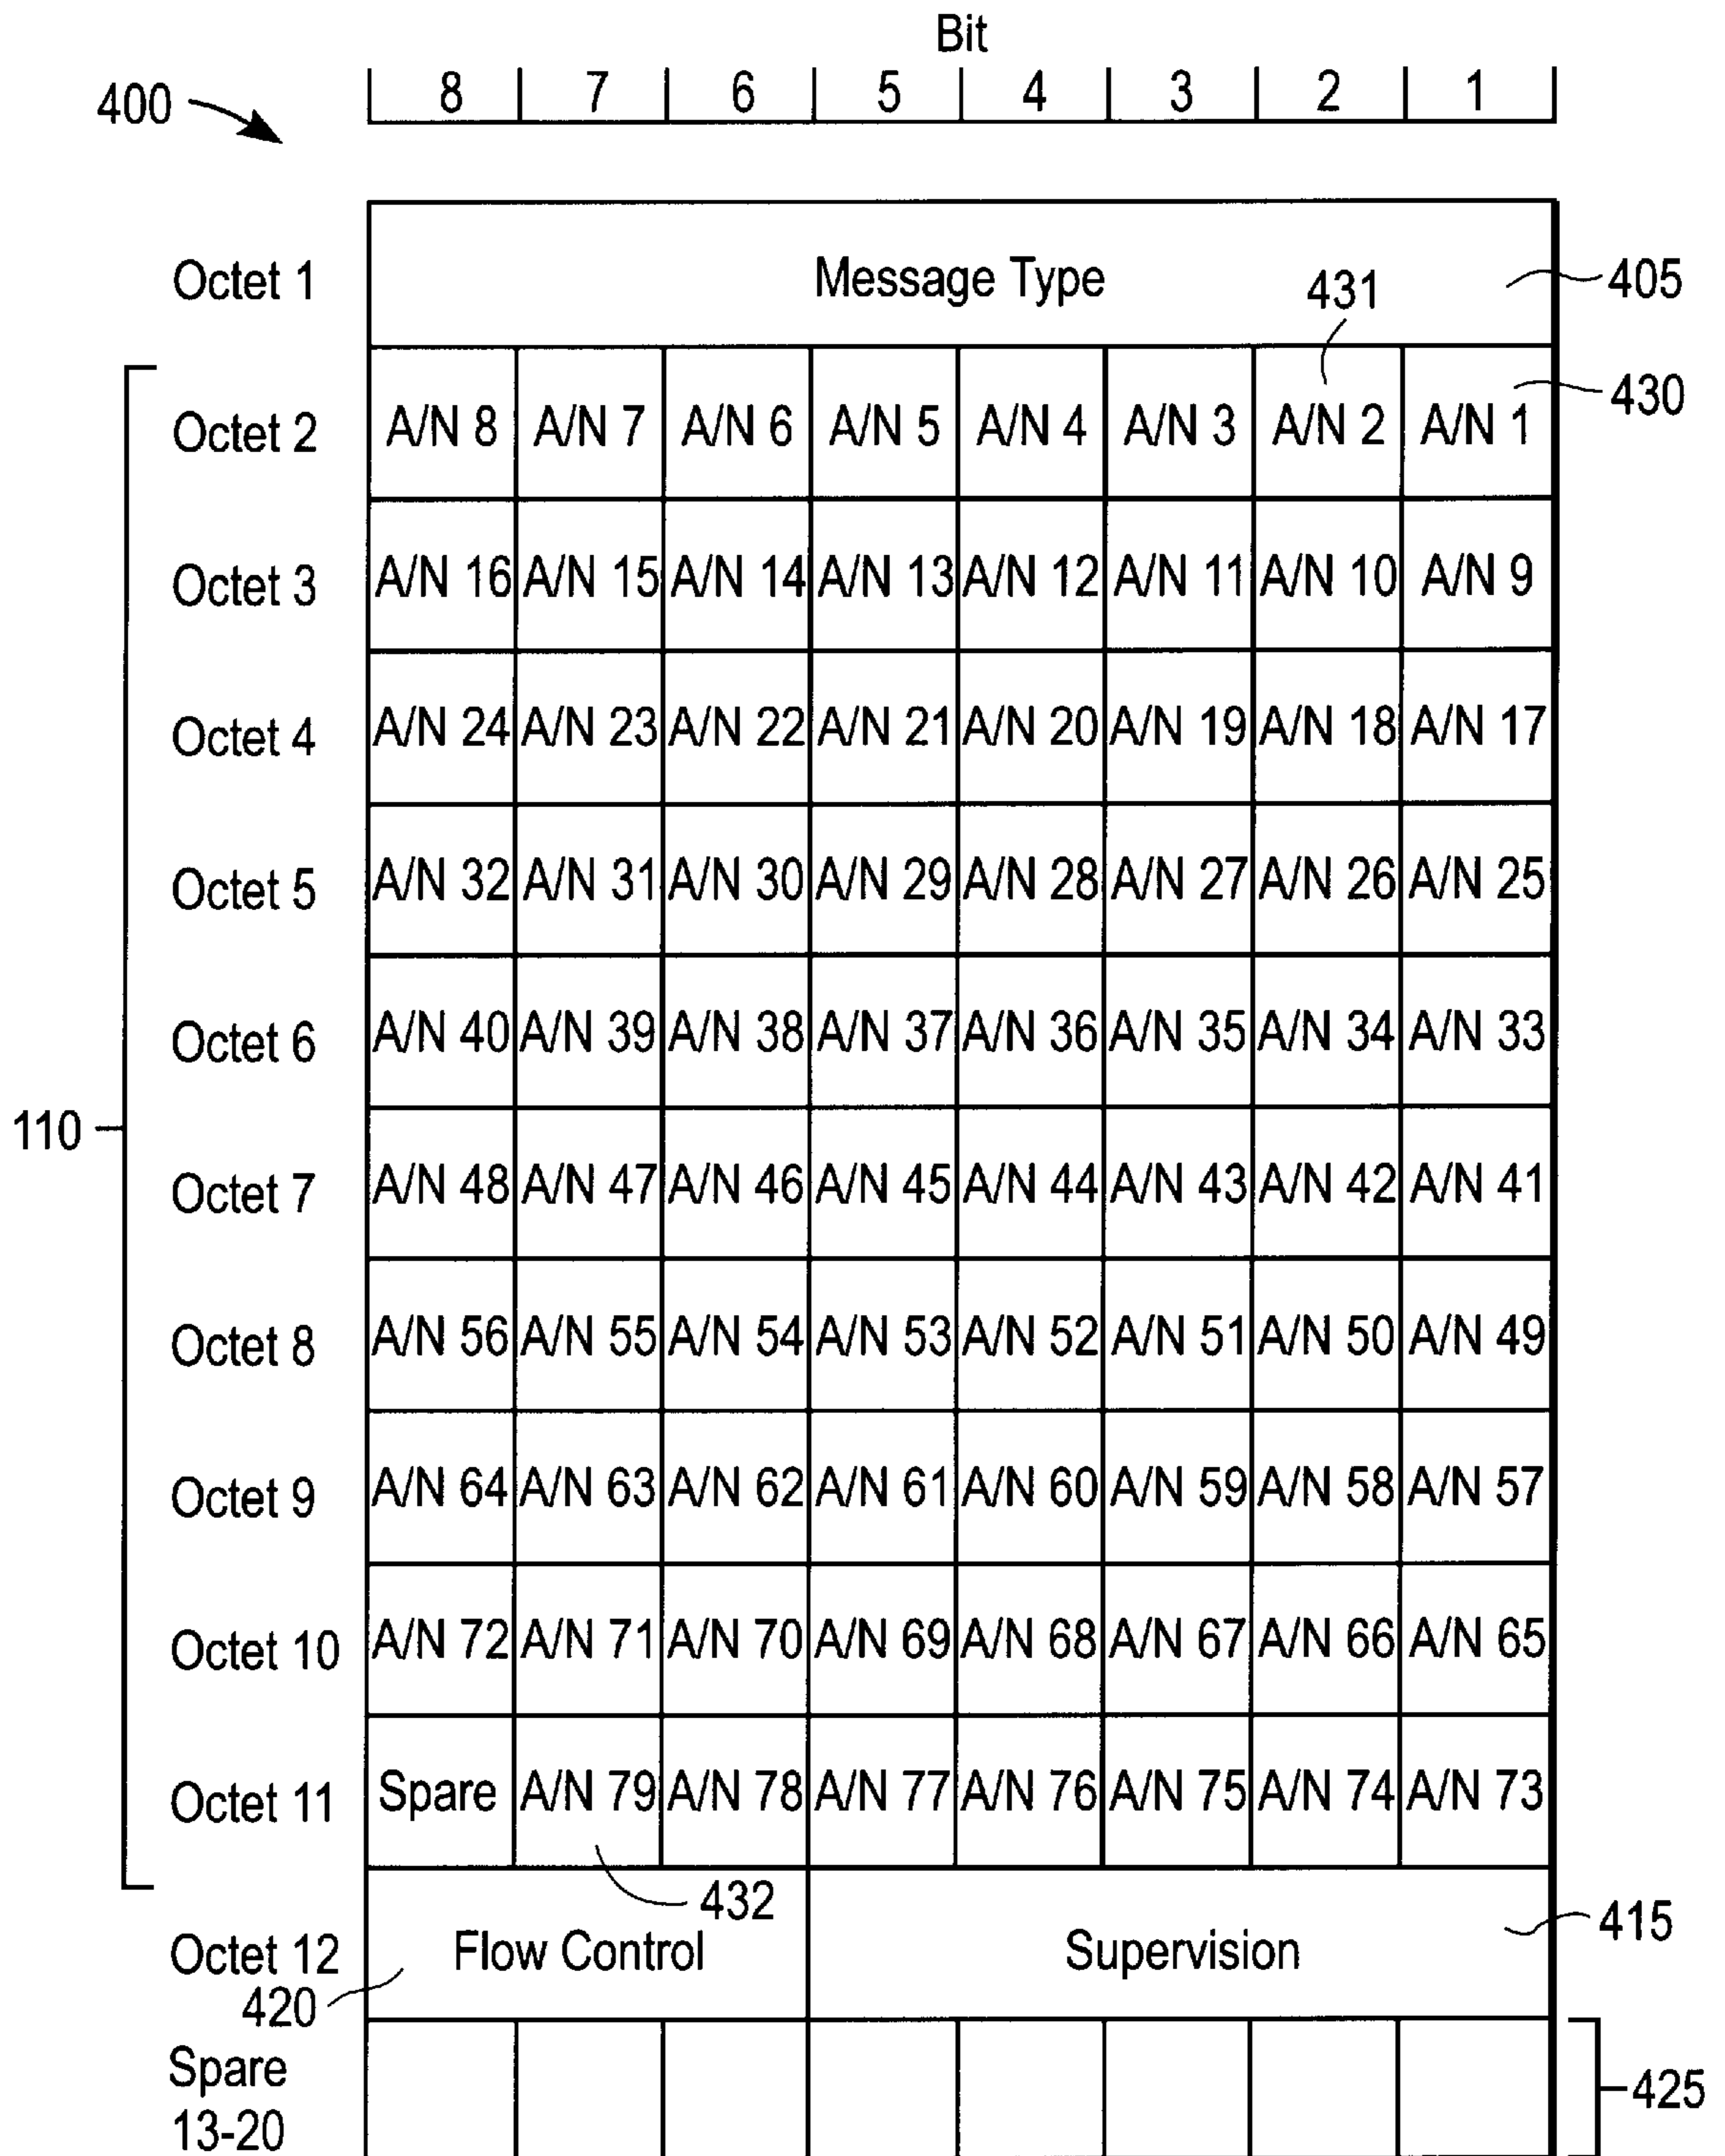 Bit
400 8 7 6 5 4 3 2 1
Octet 1 Message Type 431 405
Octet 2 A/N 8 A/N 7 A/N 6 A/N 5 A/N 4 A/N 3 A/N 2 A/N 1 430
Octet 3 A/N 16 A/N 15 A/N 14 A/N 13 A/N 12 A/N 11 A/N 10 A/N 9
Octet 4 A/N 24 A/N 23 A/N 22 A/N 21 A/N 20 A/N 19 A/N 18 A/N 17
Octet 5 A/N 32 A/N 31 A/N 30 A/N 29 A/N 28 A/N 27 A/N 26 A/N 25
Octet 6 A/N 40 A/N 39 A/N 38 A/N 37 A/N 36 A/N 35 A/N 34 A/N 33
110
Octet 7 A/N 48 A/N 47 A/N 46 A/N 45 A/N 44 A/N 43 A/N 42 A/N 41
Octet 8 A/N 56 A/N 55 A/N 54 A/N 53 A/N 52 A/N 51 A/N 50 A/N 49
Octet 9 A/N 64 A/N 63 A/N 62 A/N 61 A/N 60 A/N 59 A/N 58 A/N 57
Octet 10 A/N 72 A/N 71 A/N 70 A/N 69 A/N 68 A/N 67 A/N 66 A/N 65
Octet 11 Spare A/N 79 A/N 78 A/N 77 A/N 76 A/N 75 A/N 74 A/N 73
432
Octet 12 Flow Control Supervision 415
420
Spare
13-20
425